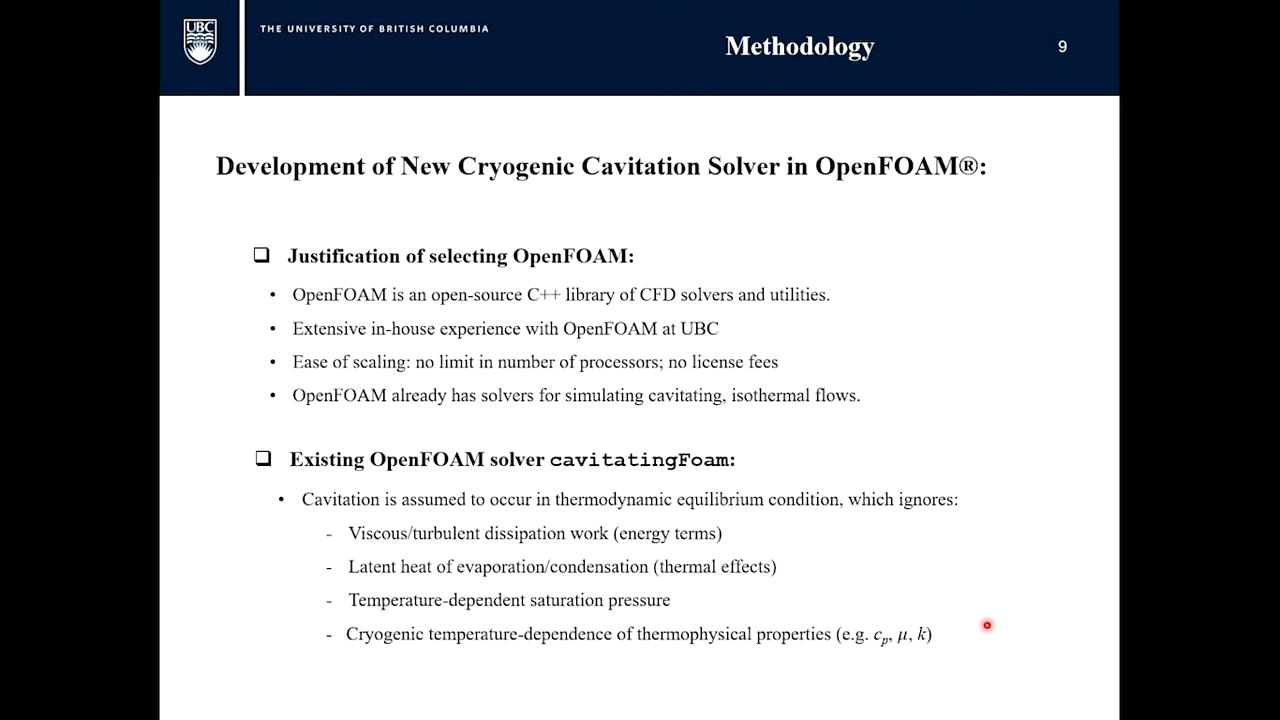 UBC
THE UNIVERSITY OF BRITISH COLUMBIA
Methodology
9
Development of New Cryogenic Cavitation Solver in OpenFOAM®:
❑ Justification of selecting OpenFOAM:
• OpenFOAM is an open-source C++ library of CFD solvers and utilities.
• Extensive in-house experience with OpenFOAM at UBC
• Ease of scaling: no limit in number of processors; no license fees
• OpenFOAM already has solvers for simulating cavitating, isothermal flows.
❑ Existing OpenFOAM solver cavitatingFoam:
• Cavitation is assumed to occur in thermodynamic equilibrium condition, which ignores:
- Viscous/turbulent dissipation work (energy terms)
- Latent heat of evaporation/condensation (thermal effects)
- Temperature-dependent saturation pressure
- Cryogenic temperature-dependence of thermophysical properties (e.g. cₚ, μ, k)